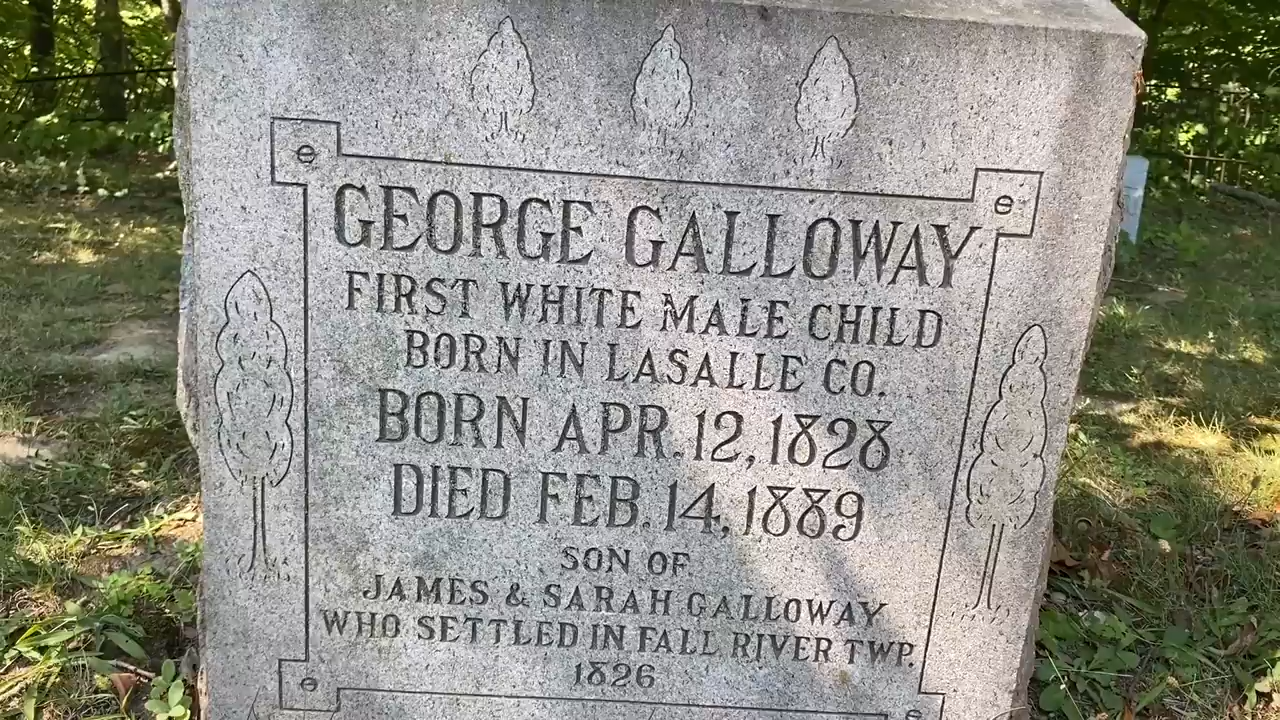 GEORGE GALLOWAY
FIRST WHITE MALE CHILD
BORN IN LASALLE CO.
BORN APR. 12, 1828
DIED FEB. 14, 1889
SON OF
JAMES & SARAH GALLOWAY
WHO SETTLED IN FALL RIVER TWP.
1826